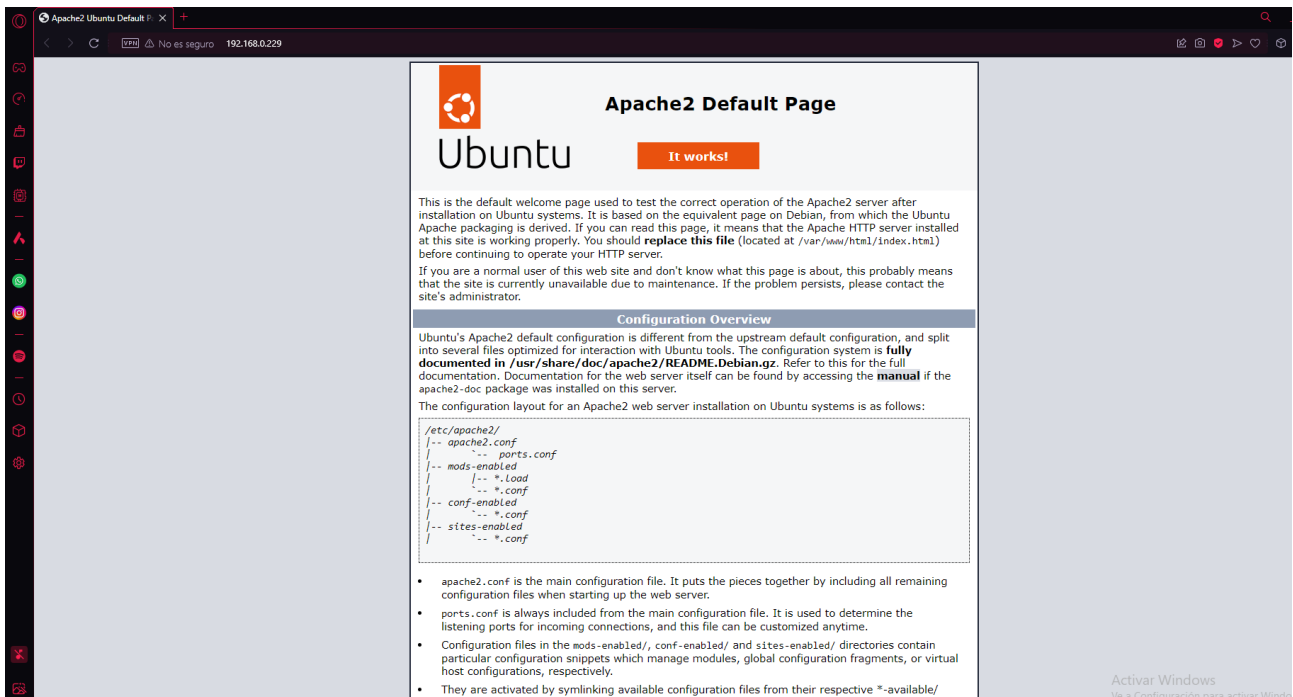 Apache2 Ubuntu Default P
VPN No es seguro 192.168.0.229
Apache2 Default Page
Ubuntu
It works!
This is the default welcome page used to test the correct operation of the Apache2 server after
installation on Ubuntu systems. It is based on the equivalent page on Debian, from which the Ubuntu
Apache packaging is derived. If you can read this page, it means that the Apache HTTP server installed
at this site is working properly. You should replace this file (located at /var/www/html/index.html)
before continuing to operate your HTTP server.
If you are a normal user of this web site and don't know what this page is about, this probably means
that the site is currently unavailable due to maintenance. If the problem persists, please contact the
site's administrator.
Configuration Overview
Ubuntu's Apache2 default configuration is different from the upstream default configuration, and split
into several files optimized for interaction with Ubuntu tools. The configuration system is fully
documented in /usr/share/doc/apache2/README.Debian.gz. Refer to this for the full
documentation. Documentation for the web server itself can be found by accessing the manual if the
apache2-doc package was installed on this server.
The configuration layout for an Apache2 web server installation on Ubuntu systems is as follows:
/etc/apache2/
|-- apache2.conf
|       `--  ports.conf
|-- mods-enabled
|       |-- *.load
|       `-- *.conf
|-- conf-enabled
|       `-- *.conf
|-- sites-enabled
|       `-- *.conf
• apache2.conf is the main configuration file. It puts the pieces together by including all remaining
configuration files when starting up the web server.
• ports.conf is always included from the main configuration file. It is used to determine the
listening ports for incoming connections, and this file can be customized anytime.
• Configuration files in the mods-enabled/, conf-enabled/ and sites-enabled/ directories contain
particular configuration snippets which manage modules, global configuration fragments, or virtual
host configurations, respectively.
• They are activated by symlinking available configuration files from their respective *-available/
Activar Windows
Ve a Configuración para activar Windo